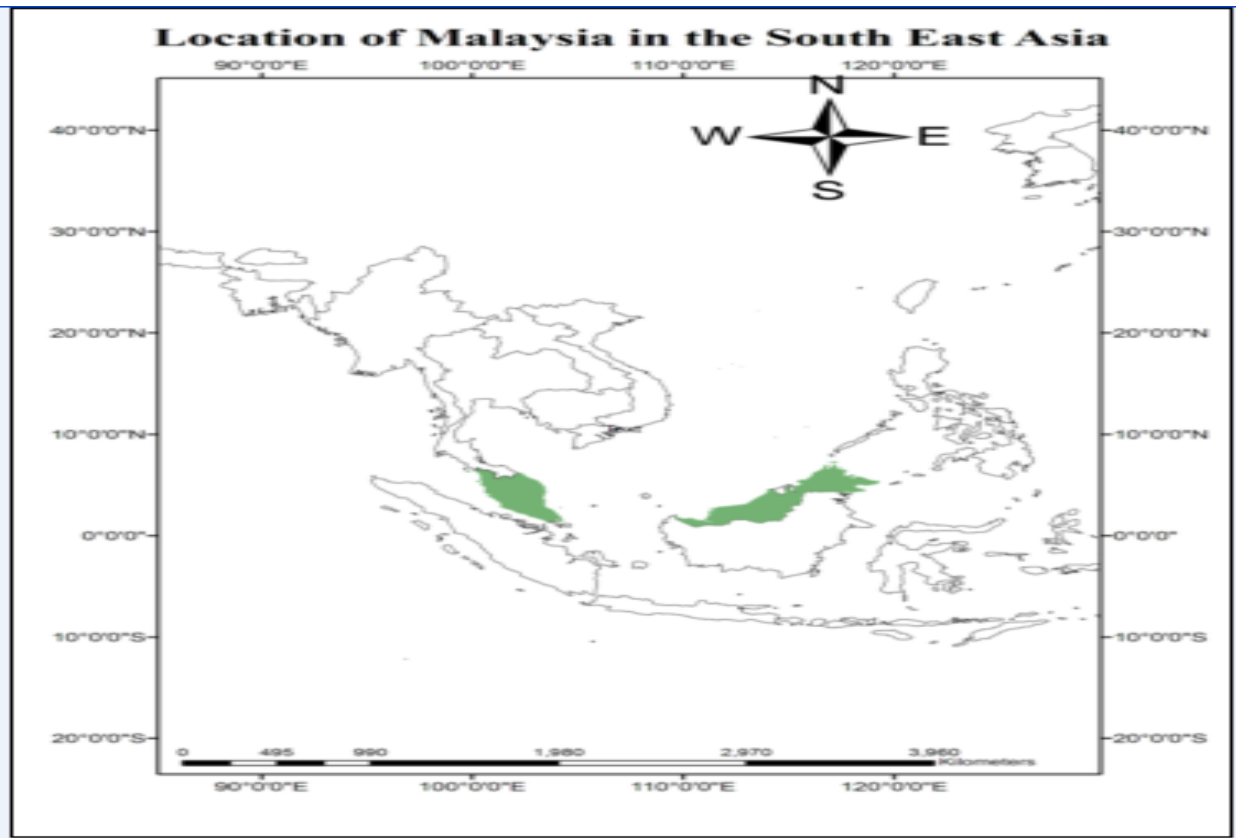 Location of Malaysia in the South East Asia
90°0'0"E 100°0'0"E 110°0'0"E 120°0'0"E
N
W E
S
40°0'0"N 40°0'0"N
30°0'0"N 30°0'0"N
20°0'0"N 20°0'0"N
10°0'0"N 10°0'0"N
0°0'0" 0°0'0"
10°0'0"S 10°0'0"S
20°0'0"S 20°0'0"S
0 495 990 1,980 2,970 3,960
Kilometers
90°0'0"E 100°0'0"E 110°0'0"E 120°0'0"E